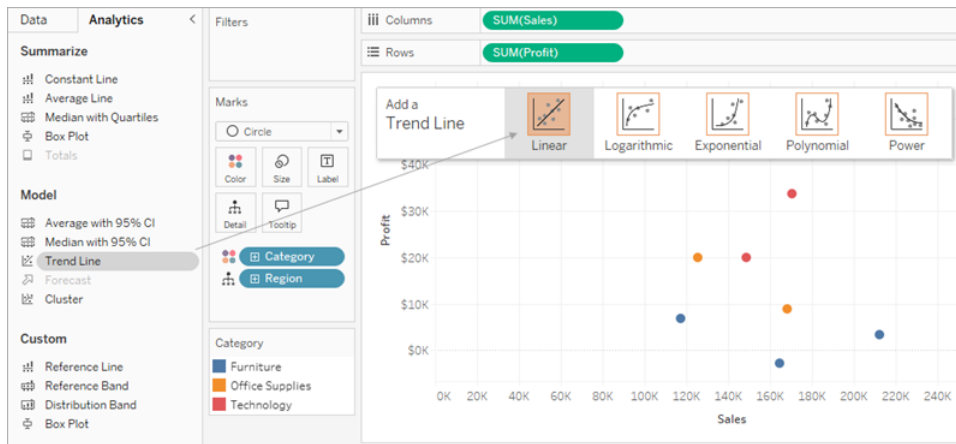 Data
Analytics
<
Summarize
Constant Line
Average Line
Median with Quartiles
Box Plot
Totals
Model
Average with 95% CI
Median with 95% CI
Trend Line
Forecast
Cluster
Custom
Reference Line
Reference Band
Distribution Band
Box Plot
Filters
Marks
Circle
Color
Size
Label
Detail
Tooltip
Category
Region
Category
Furniture
Office Supplies
Technology
Columns
SUM(Sales)
Rows
SUM(Profit)
Add a
Trend Line
Linear
Logarithmic
Exponential
Polynomial
Power
Profit
$40K
$30K
$20K
$10K
$0K
0K 20K 40K 60K 80K 100K 120K 140K 160K 180K 200K 220K 240K
Sales